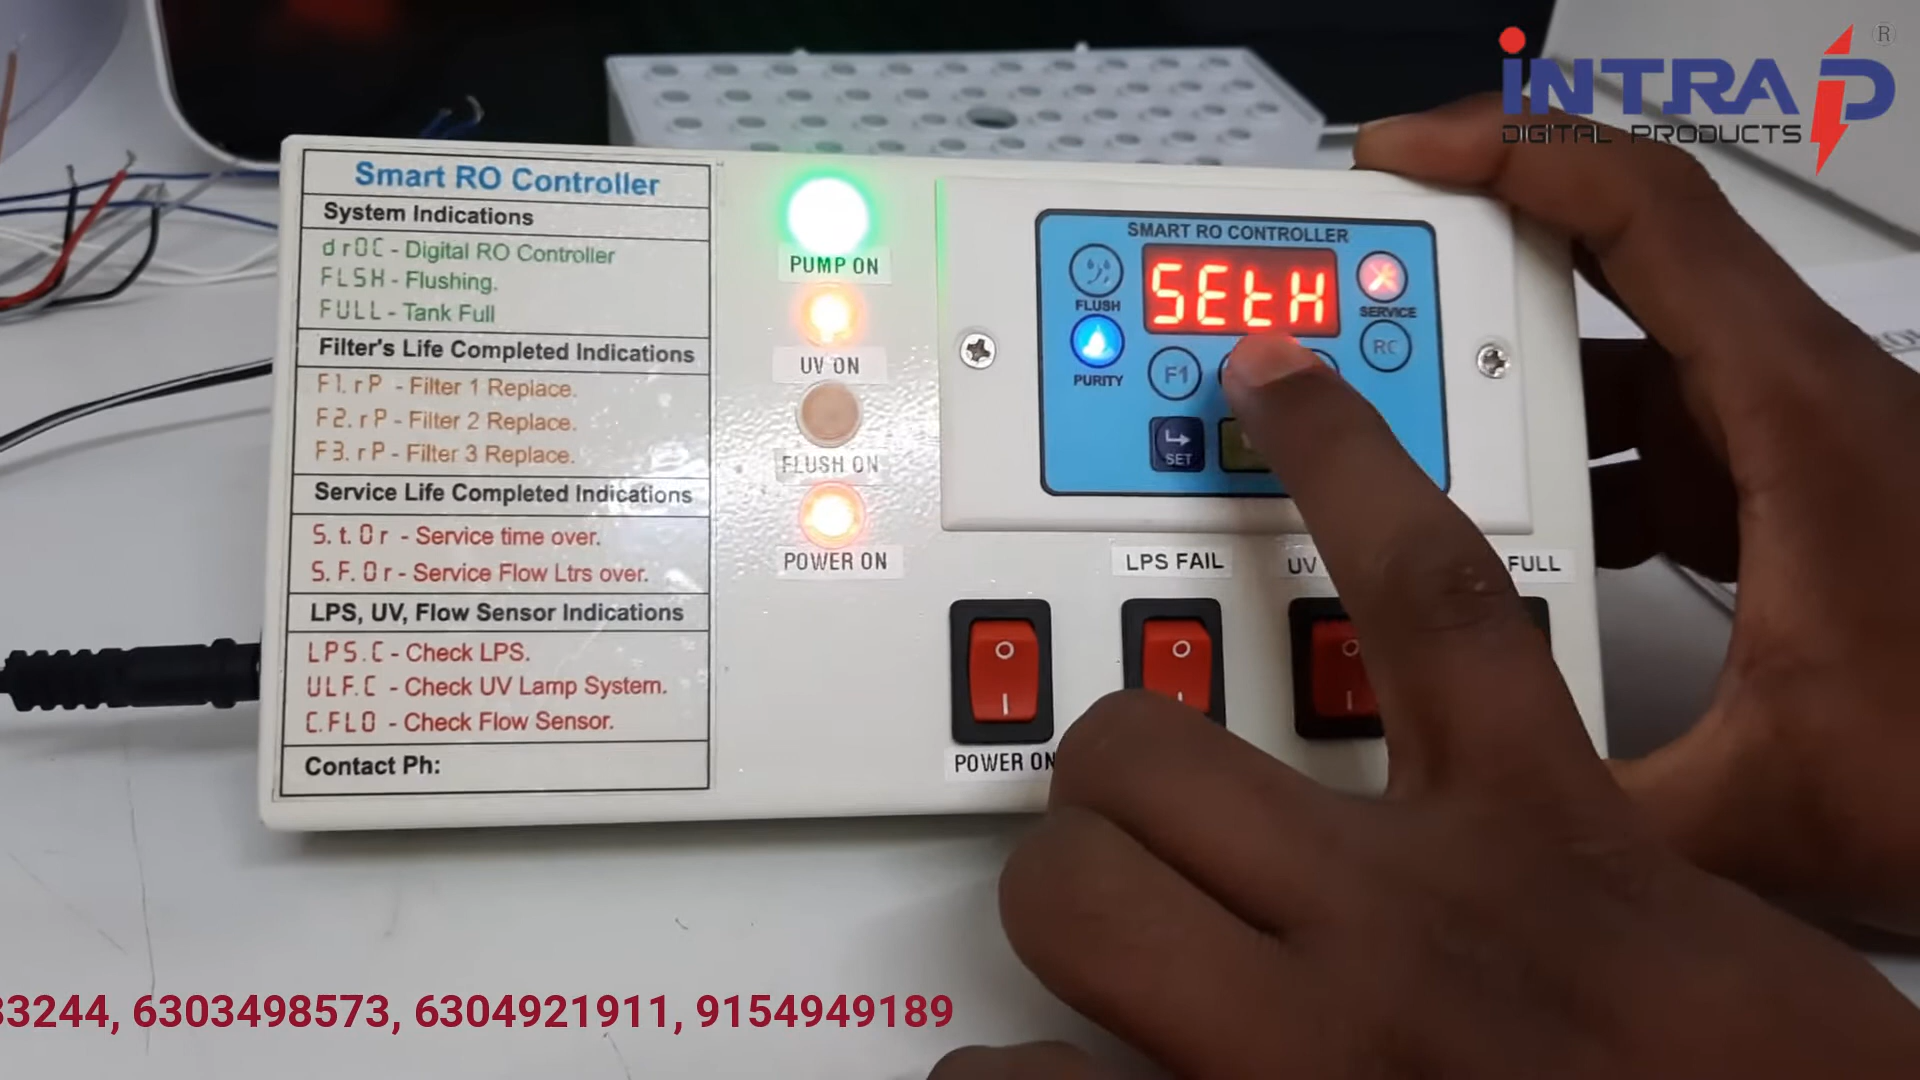 iNTRA D ®
DIGITAL PRODUCTS
Smart RO Controller
System Indications
drOC - Digital RO Controller
FLSH - Flushing.
FULL - Tank Full
Filter's Life Completed Indications
F1.rP - Filter 1 Replace.
F2.rP - Filter 2 Replace.
F3.rP - Filter 3 Replace.
Service Life Completed Indications
S.t.Or - Service time over.
S.F.Or - Service Flow Ltrs over.
LPS, UV, Flow Sensor Indications
LPS.C - Check LPS.
ULF.C - Check UV Lamp System.
C.FLO - Check Flow Sensor.
Contact Ph:
PUMP ON
UV ON
FLUSH ON
POWER ON
SMART RO CONTROLLER
SEtH
FLUSH
SERVICE
PURITY
F1
RC
SET
LPS FAIL
UV
FULL
POWER ON
33244, 6303498573, 6304921911, 9154949189